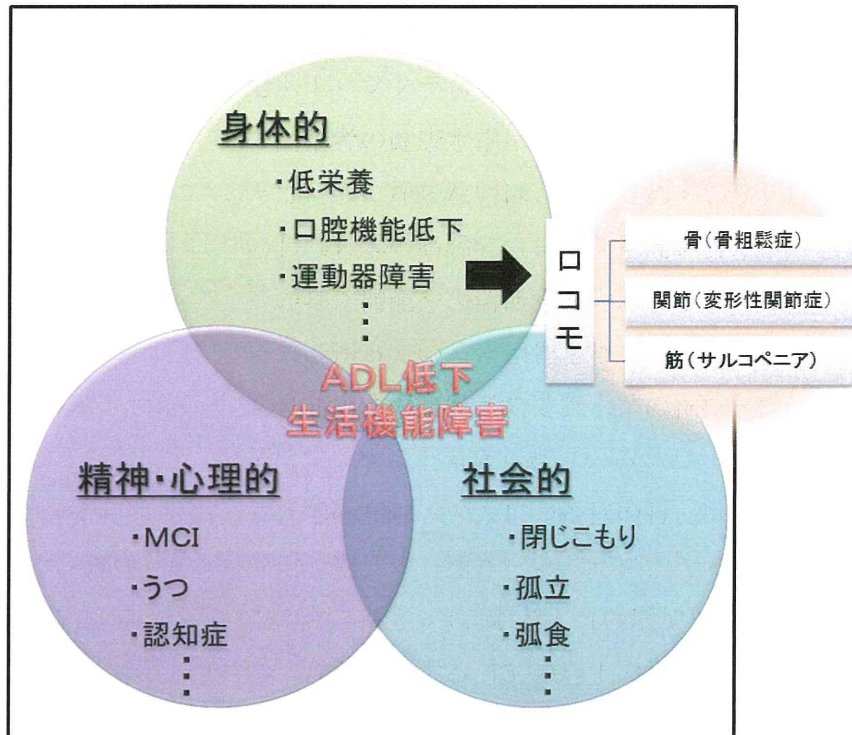 身体的
・低栄養
・口腔機能低下
・運動器障害
ロコモ
骨(骨粗鬆症)
関節(変形性関節症)
筋(サルコペニア)
ADL低下
生活機能障害
精神・心理的
・MCI
・うつ
・認知症
社会的
・閉じこもり
・孤立
・弧食